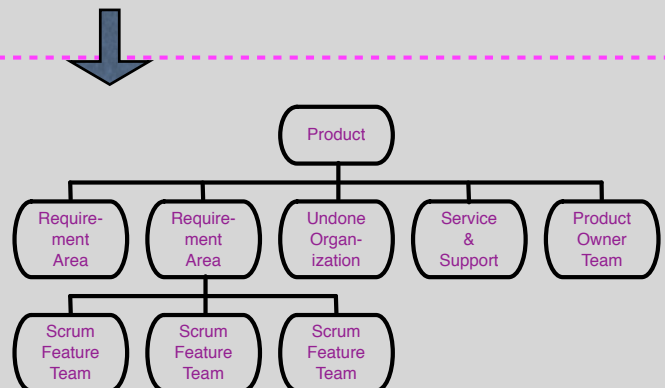 Product
Require-
ment
Area
Require-
ment
Area
Undone
Organ-
ization
Service
&
Support
Product
Owner
Team
Scrum
Feature
Team
Scrum
Feature
Team
Scrum
Feature
Team